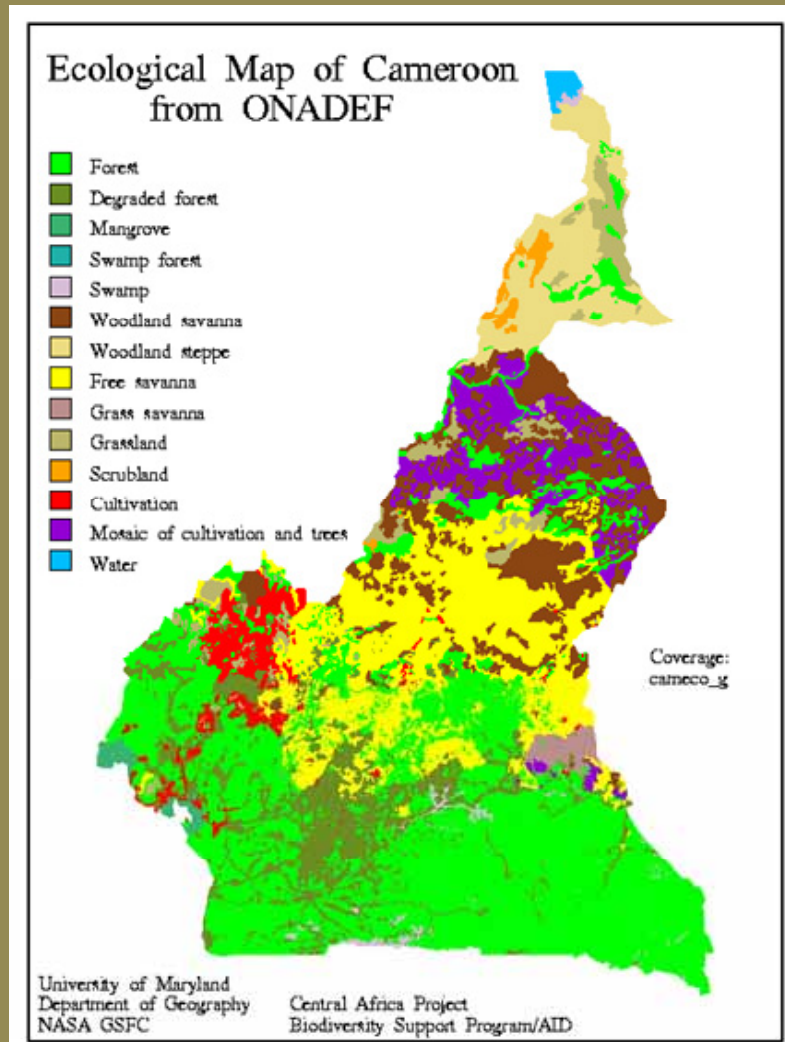 Ecological Map of Cameroon
from ONADEF
Forest
Degraded forest
Mangrove
Swamp forest
Swamp
Woodland savanna
Woodland steppe
Free savanna
Grass savanna
Grassland
Scrubland
Cultivation
Mosaic of cultivation and trees
Water
Coverage:
cameco_g
University of Maryland
Department of Geography
NASA GSFC
Central Africa Project
Biodiversity Support Program/AID